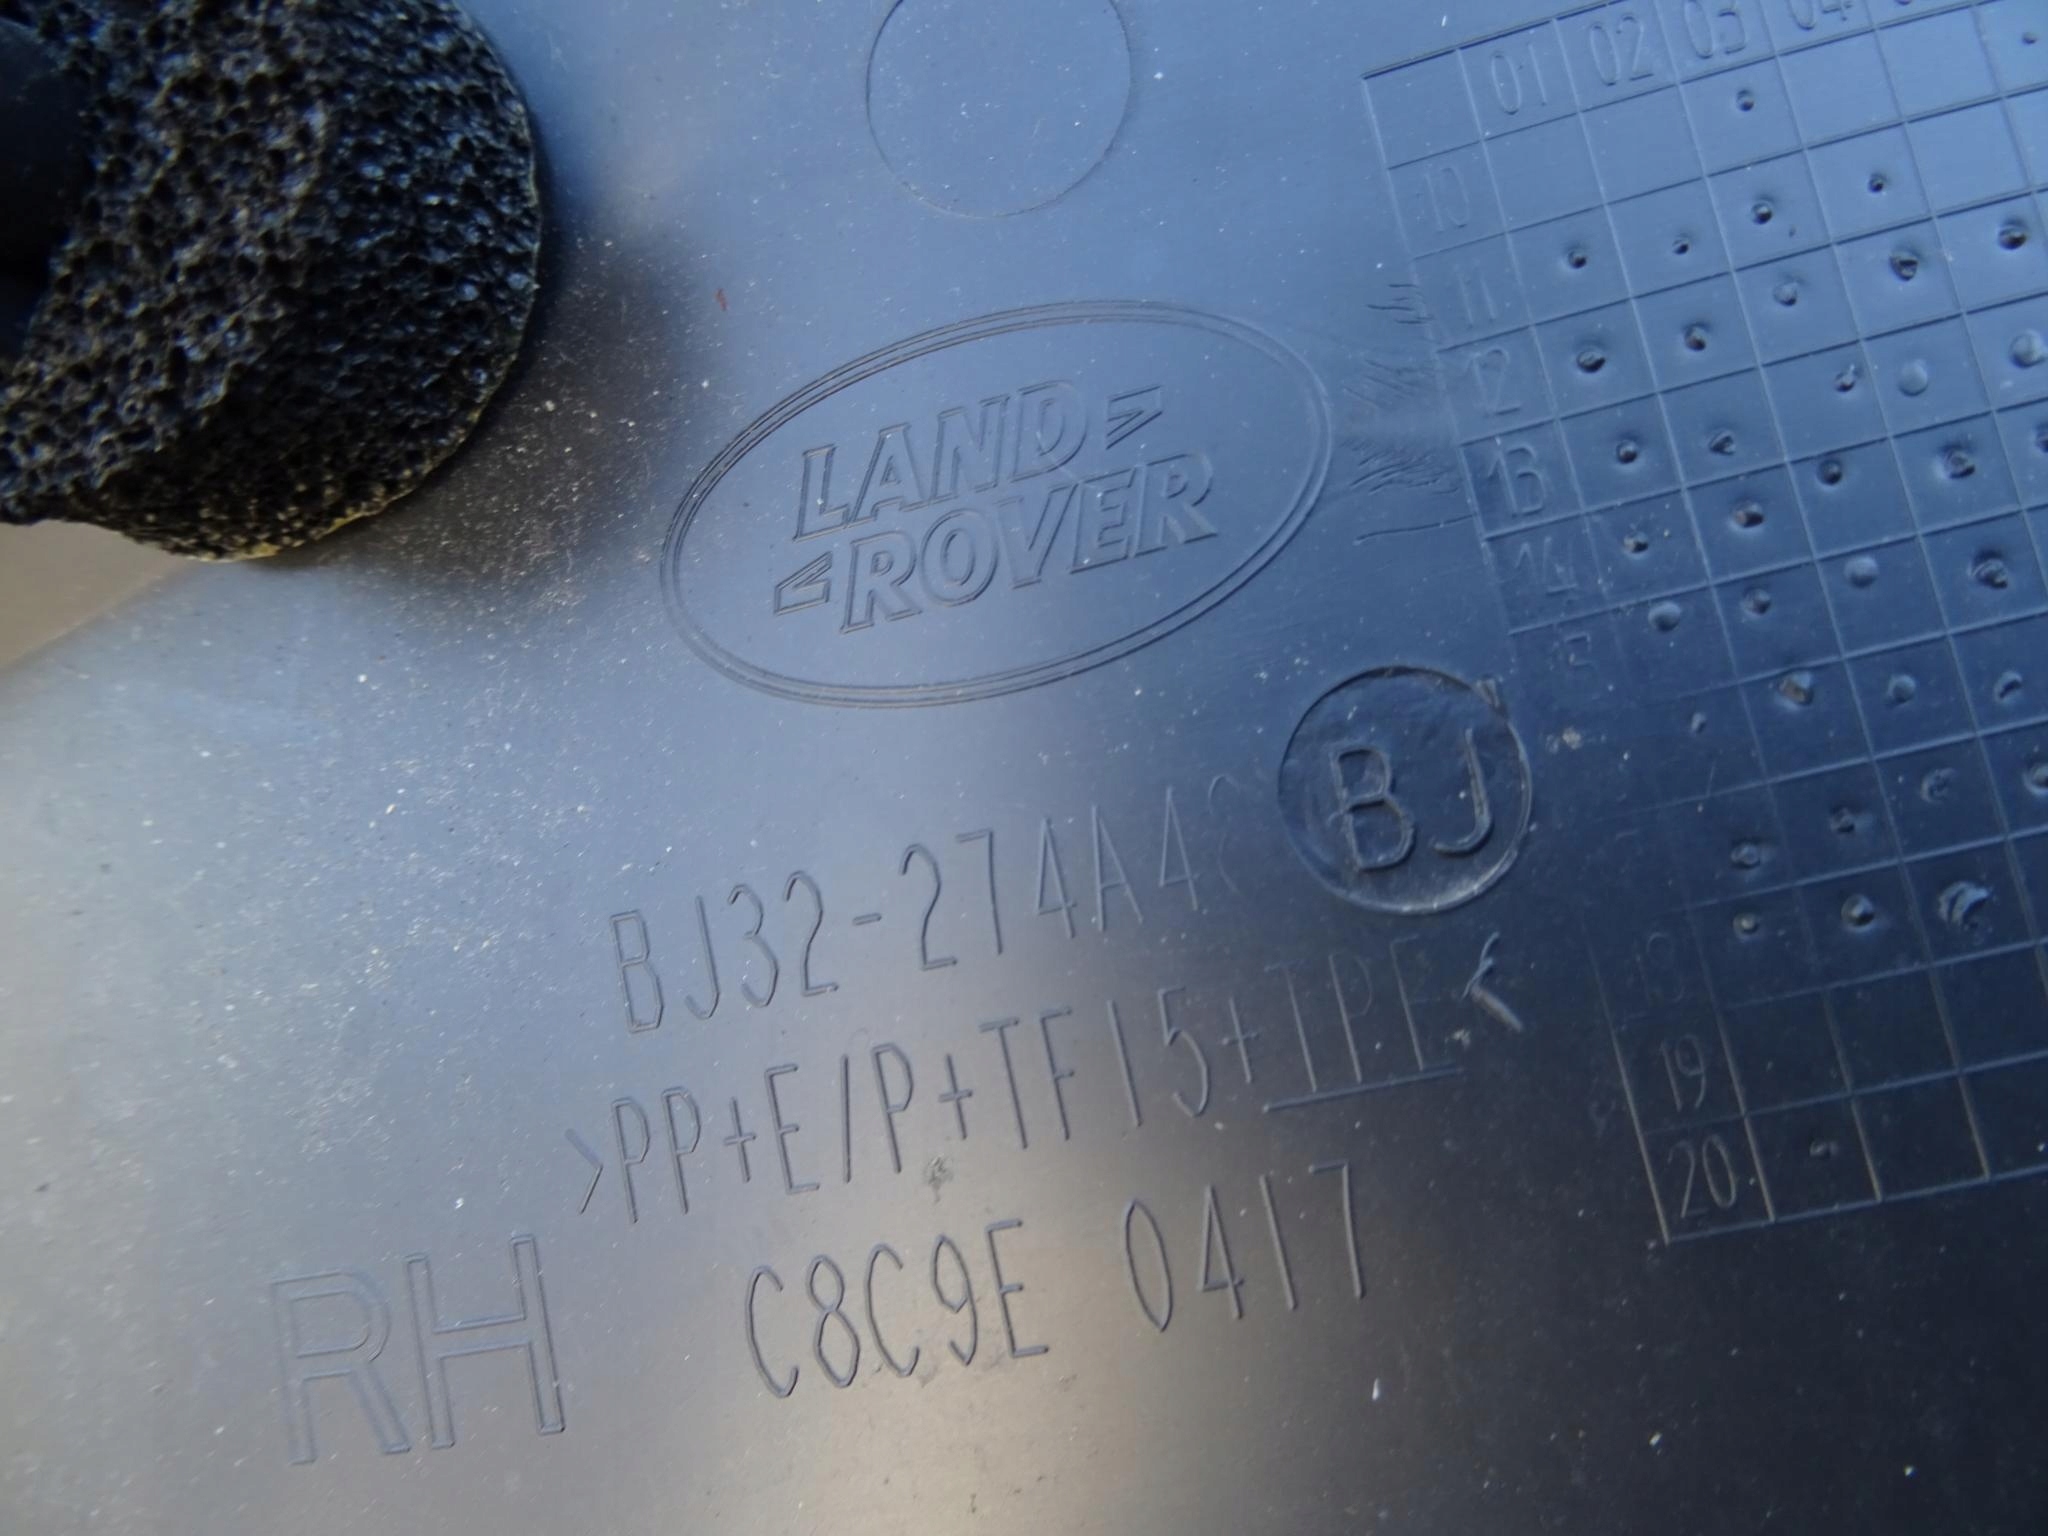 01 02 03 04
10
11
12
13
14
15
19
20
LAND
ROVER
BJ
BJ32-274A4
>PP+E/P+TF15+TPE<
C8C9E 0417
RH